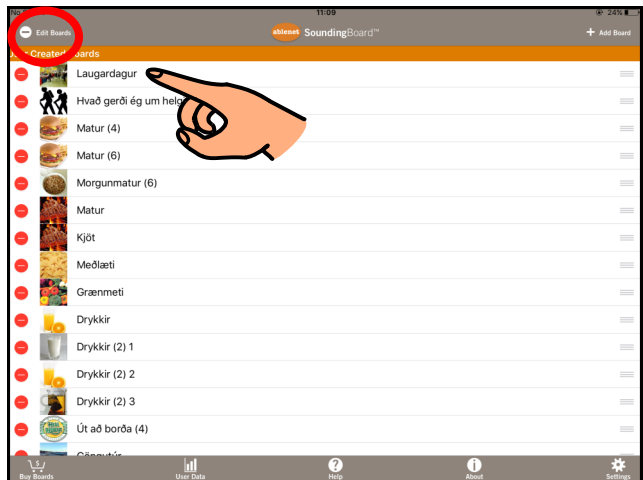 No 11:09 24%
Edit Boards ablenet SoundingBoard™ + Add Board
Created Boards
Laugardagur
Hvað gerði ég um helg
Matur (4)
Matur (6)
Morgunmatur (6)
Matur
Kjöt
Meðlæti
Grænmeti
Drykkir
Drykkir (2) 1
Drykkir (2) 2
Drykkir (2) 3
Út að borða (4)
Göngutúr
Buy Boards User Data Help About Settings